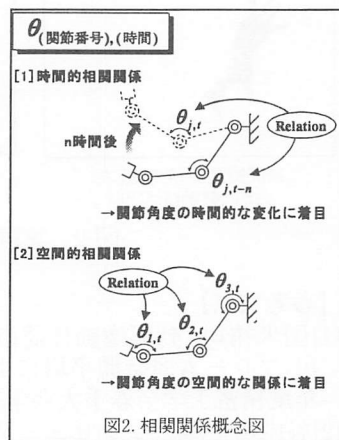 θ(関節番号),(時間)
[1]時間的相関関係
θj,t
n時間後
Relation
θj,t−n
→関節角度の時間的な変化に着目
[2]空間的相関関係
Relation
θ3,t
θ1,t
θ2,t
→関節角度の空間的な関係に着目
図2. 相関関係概念図